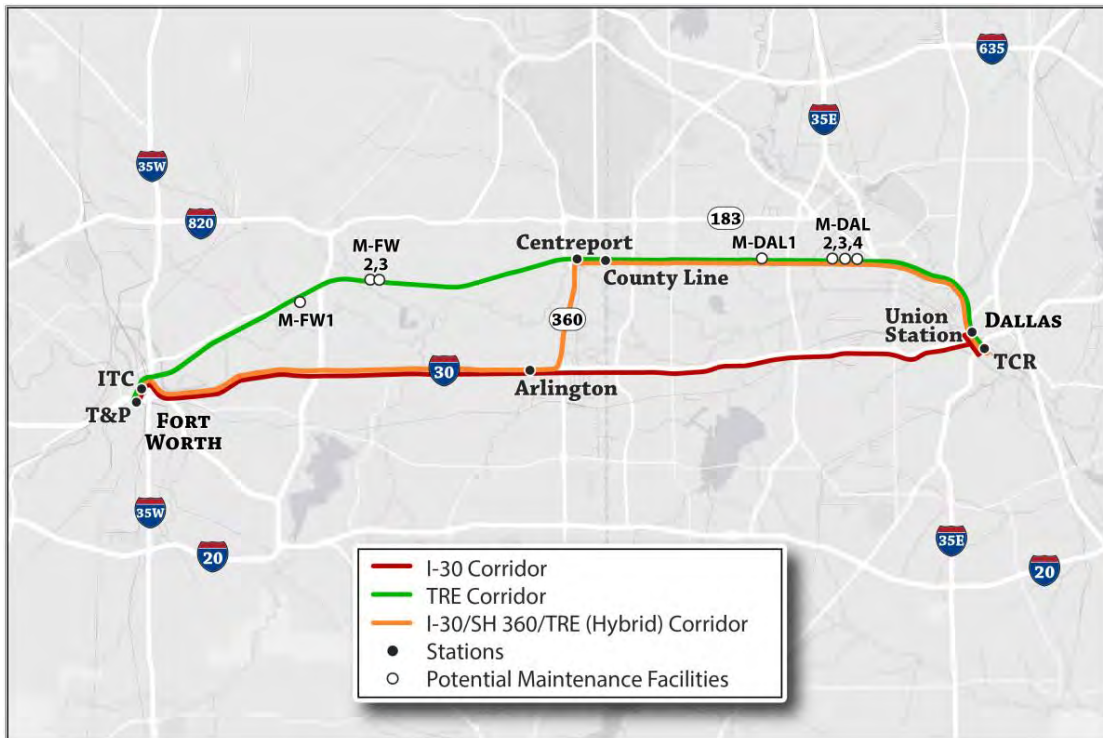 635
35E
35W
820
183
M-FW
2,3
M-DAL
2,3,4
Centreport
M-DAL1
County Line
M-FW1
360
Union
Station
DALLAS
TCR
ITC
30
Arlington
T&P
FORT
WORTH
35W
20
35E
20
I-30 Corridor
TRE Corridor
I-30/SH 360/TRE (Hybrid) Corridor
Stations
Potential Maintenance Facilities